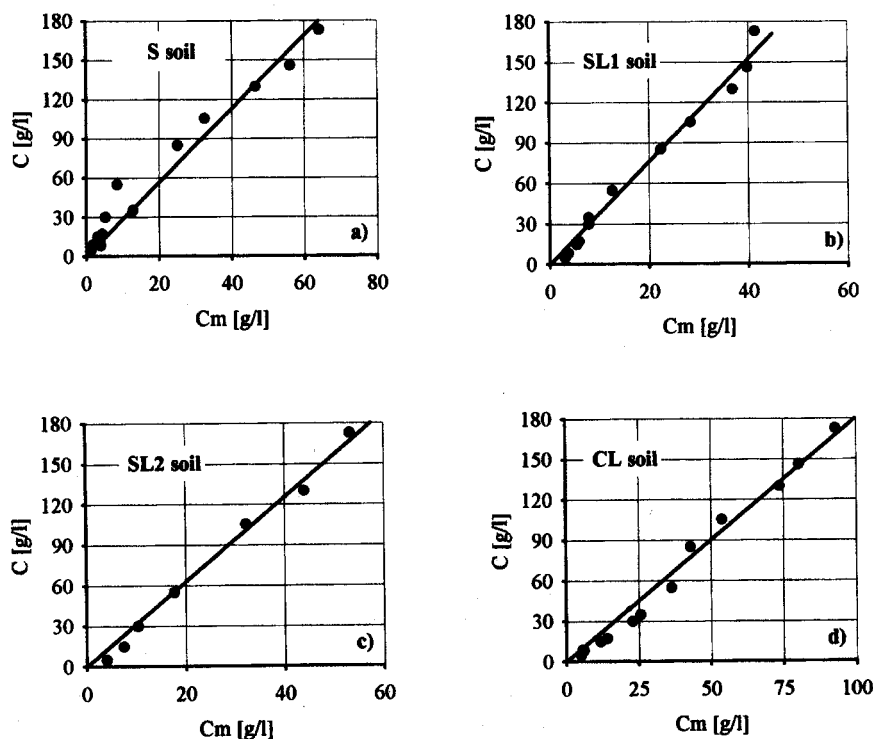 180
150
120
90
60
30
0
C [g/l]
S soil
a)
0 20 40 60 80
Cm [g/l]
180
150
120
90
60
30
0
C [g/l]
SL1 soil
b)
0 20 40 60
Cm [g/l]
180
150
120
90
60
30
0
C [g/l]
SL2 soil
c)
0 20 40 60
Cm [g/l]
180
150
120
90
60
30
0
C [g/l]
CL soil
d)
0 25 50 75 100
Cm [g/l]